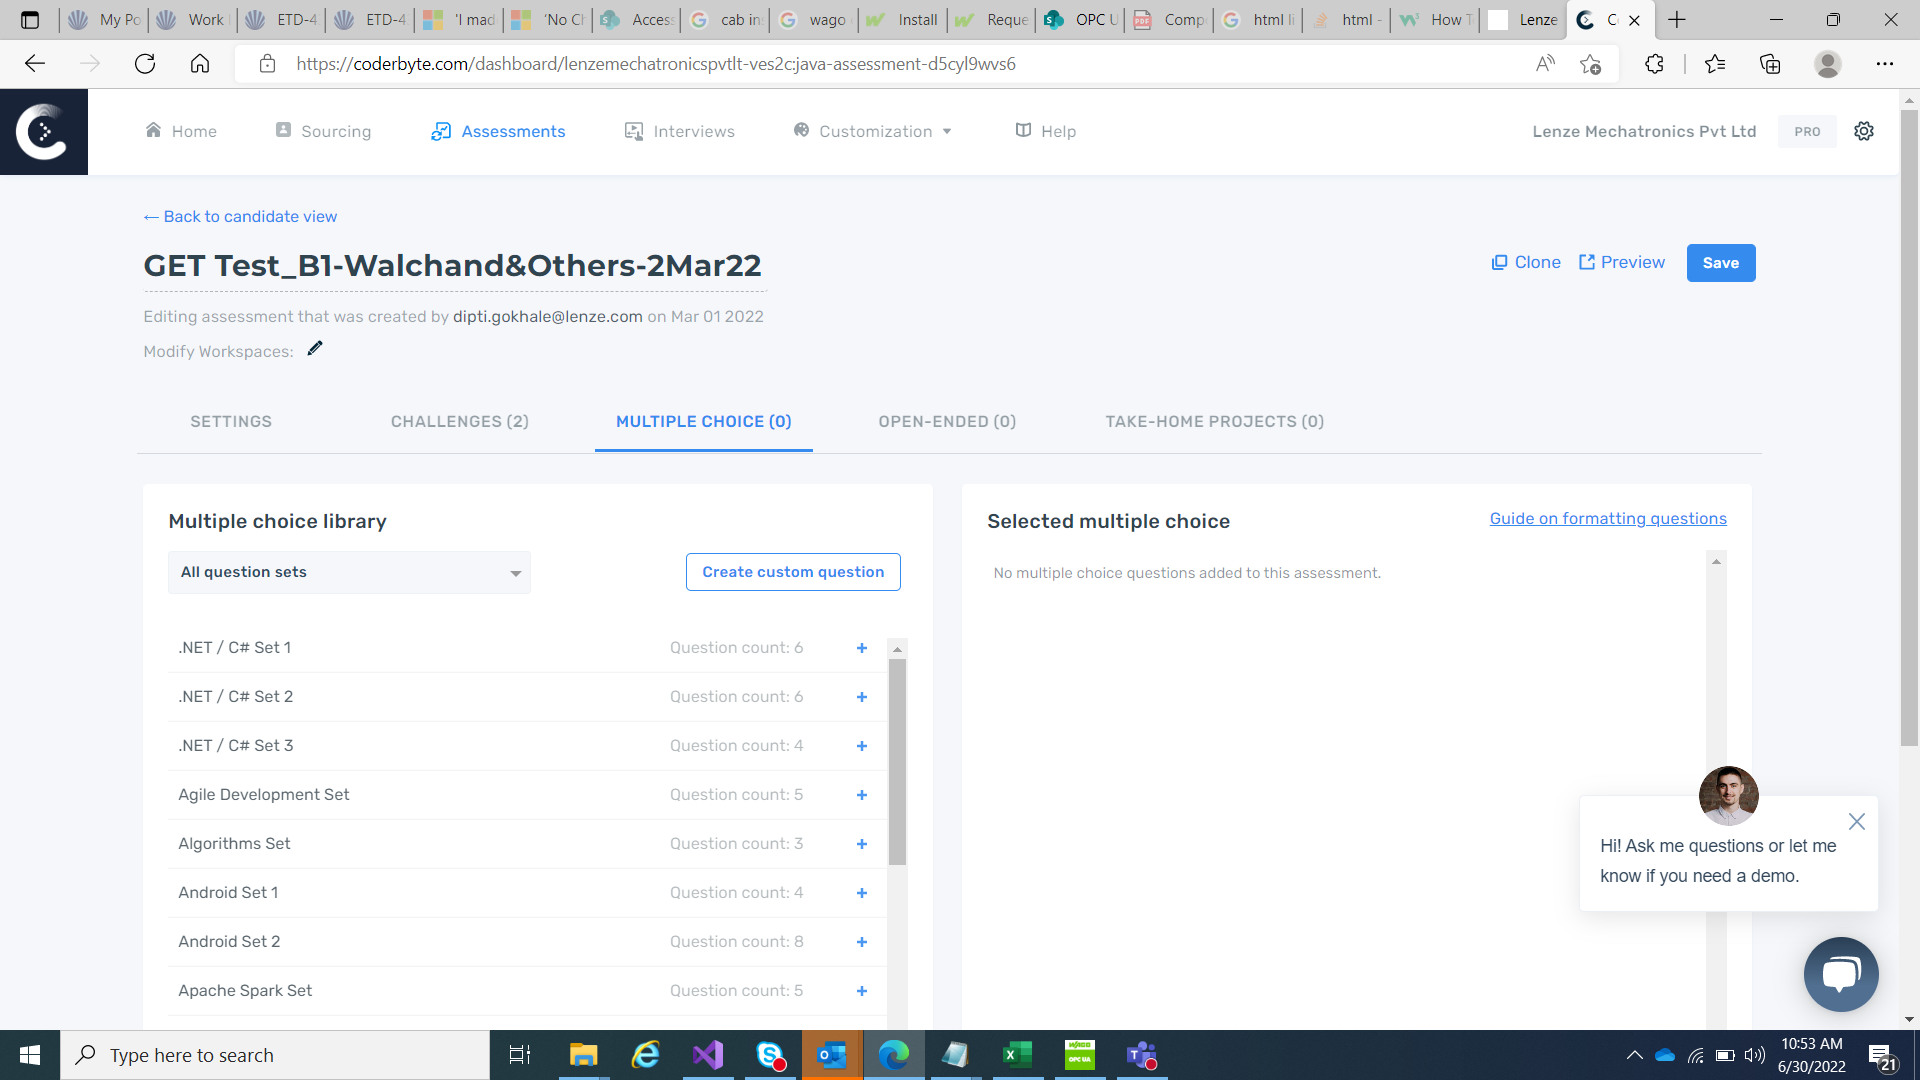 My Po
Work
ETD-4
ETD-4
'I mad
'No Ch
Access
cab ins
wago
Install
Reque
OPC U
Comp
html li
html -
How T
Lenze
https://coderbyte.com/dashboard/lenzemechatronicspvtlt-ves2c:java-assessment-d5cyl9wvs6
Home
Sourcing
Assessments
Interviews
Customization
Help
Lenze Mechatronics Pvt Ltd
PRO
← Back to candidate view
GET Test_B1-Walchand&Others-2Mar22
Clone
Preview
Save
Editing assessment that was created by dipti.gokhale@lenze.com on Mar 01 2022
Modify Workspaces:
SETTINGS
CHALLENGES (2)
MULTIPLE CHOICE (0)
OPEN-ENDED (0)
TAKE-HOME PROJECTS (0)
Multiple choice library
All question sets
Create custom question
.NET / C# Set 1 Question count: 6 +
.NET / C# Set 2 Question count: 6 +
.NET / C# Set 3 Question count: 4 +
Agile Development Set Question count: 5 +
Algorithms Set Question count: 3 +
Android Set 1 Question count: 4 +
Android Set 2 Question count: 8 +
Apache Spark Set Question count: 5 +
Selected multiple choice
Guide on formatting questions
No multiple choice questions added to this assessment.
Hi! Ask me questions or let me
know if you need a demo.
Type here to search
WAGO
OPC UA
10:53 AM
6/30/2022
21